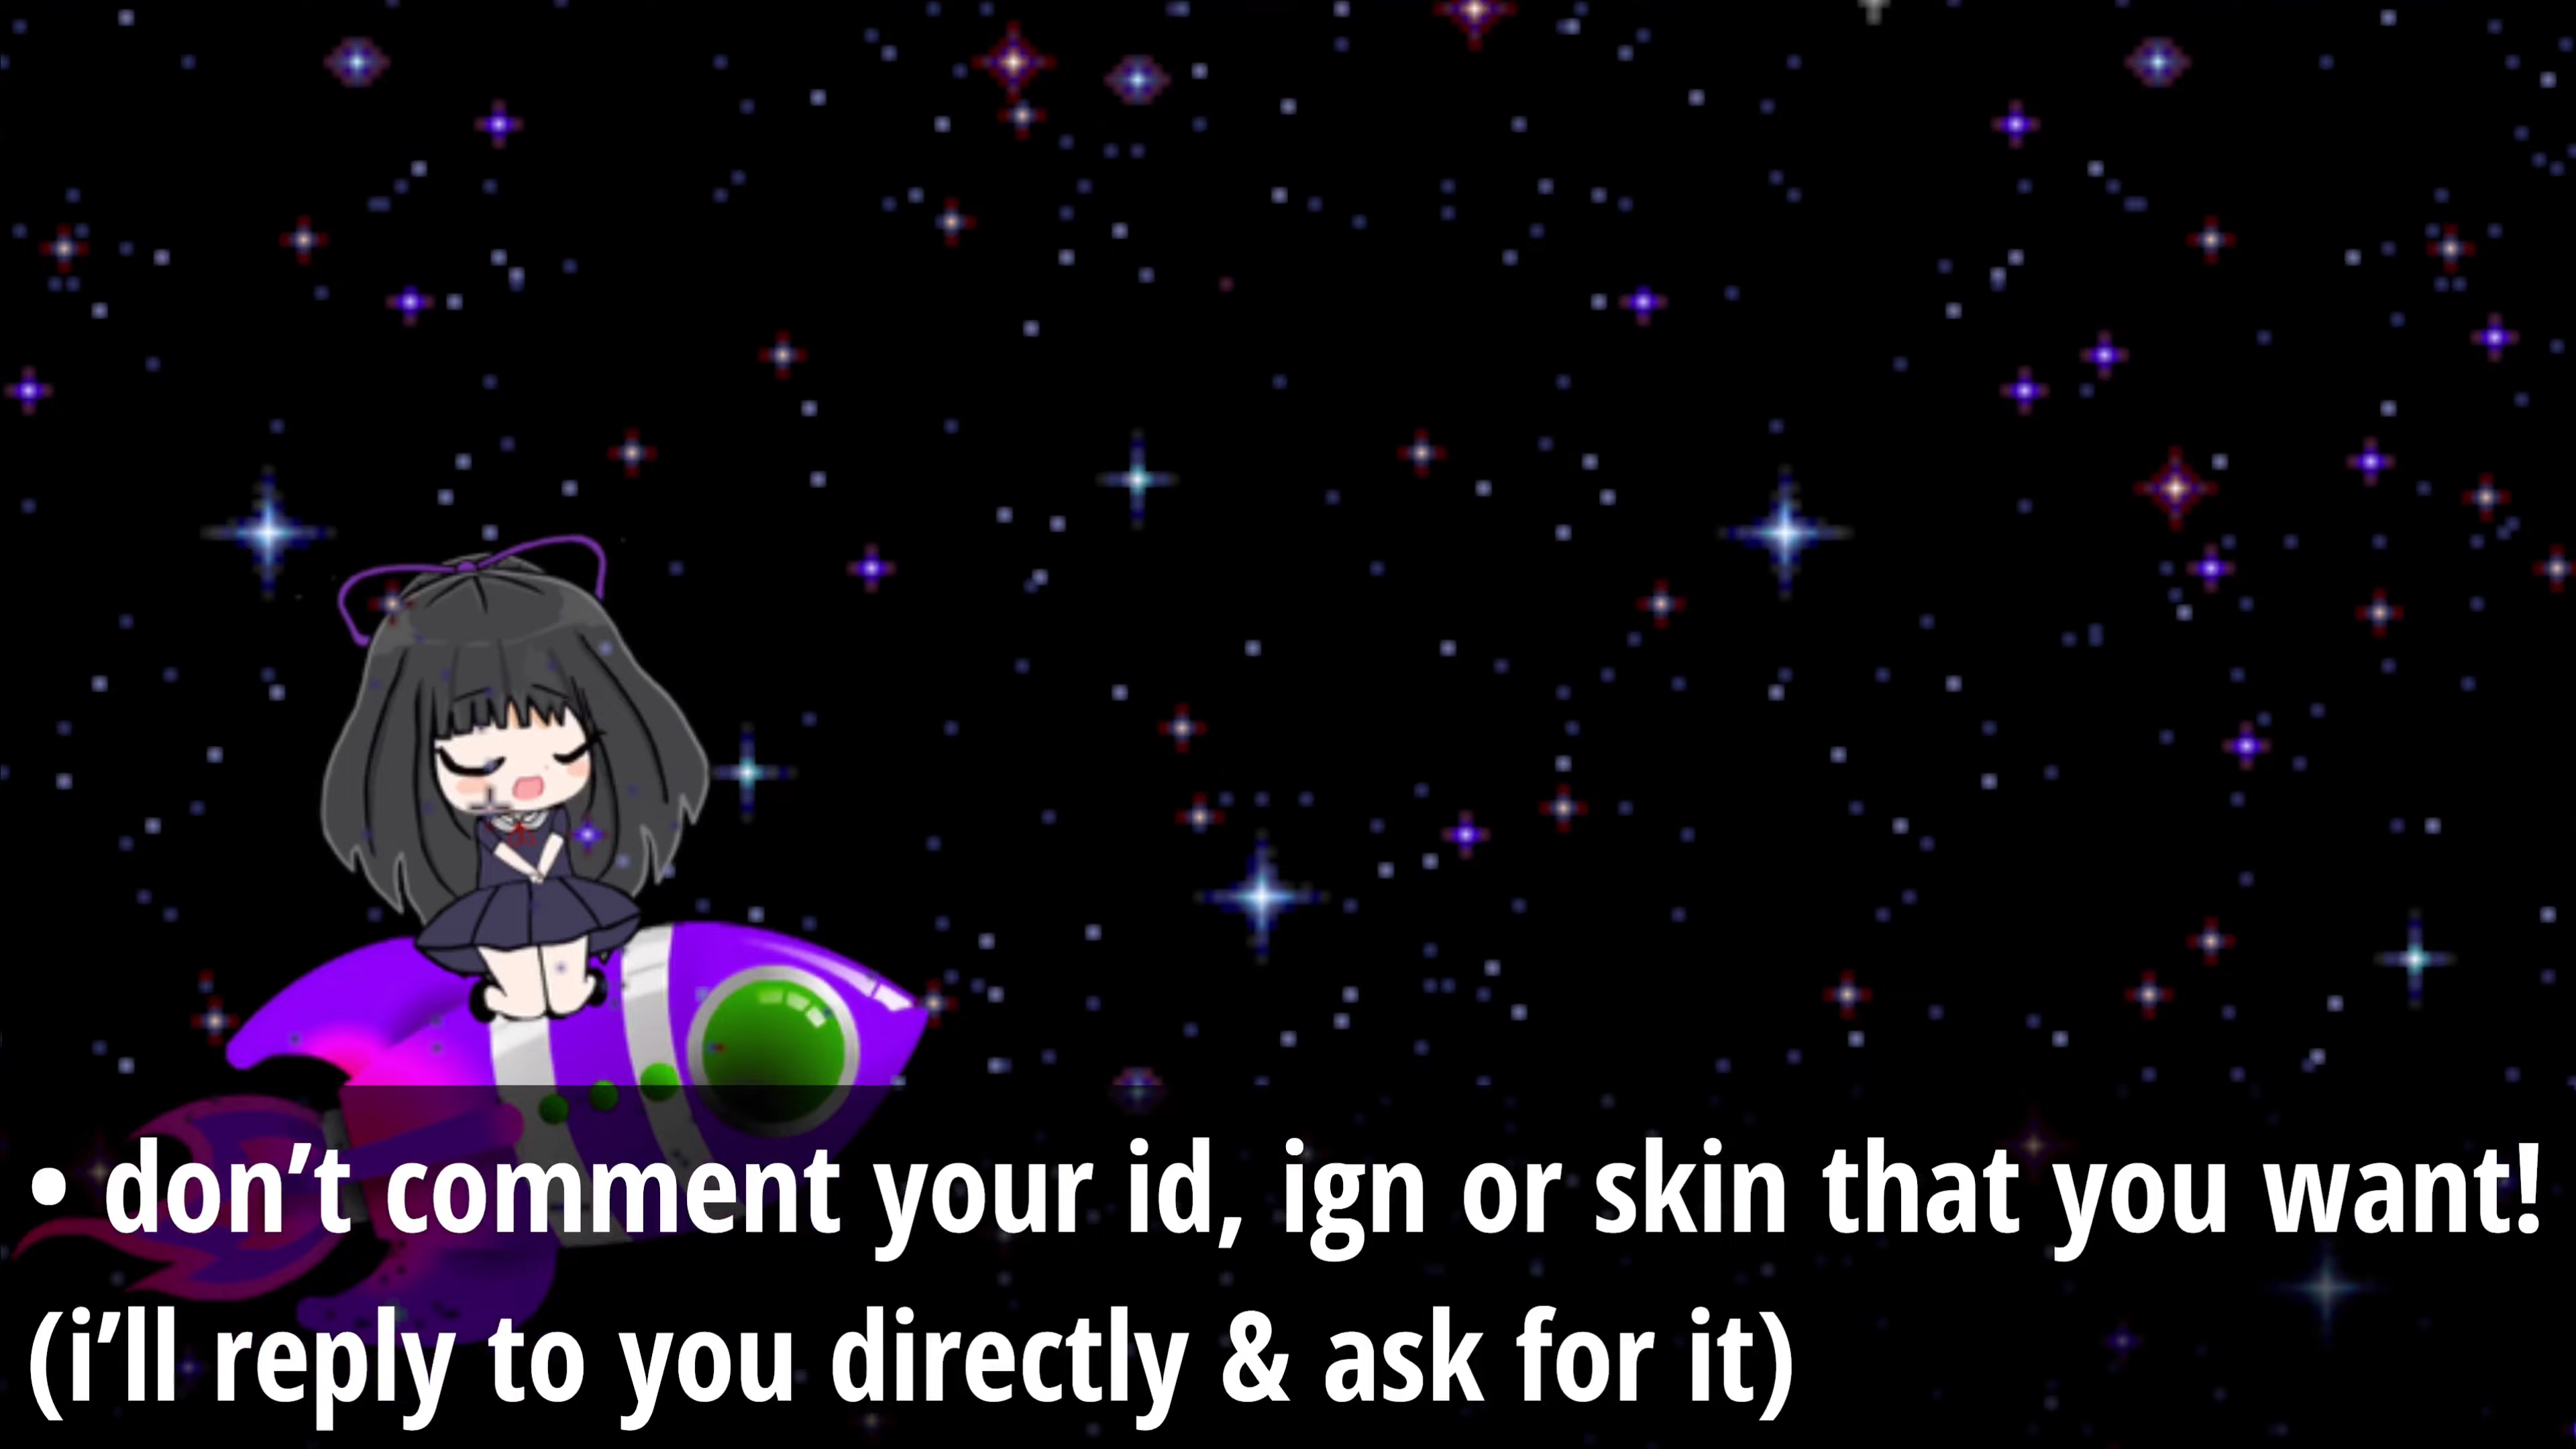 • don’t comment your id, ign or skin that you want!
(i’ll reply to you directly & ask for it)